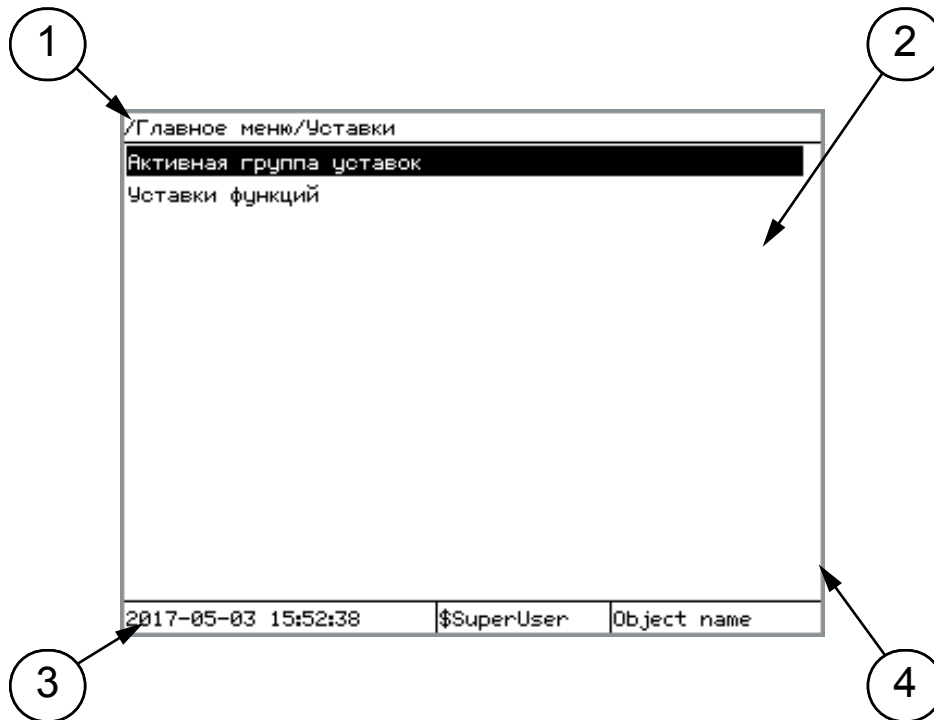 1
2
/Главное меню/Уставки
Активная группа уставок
Уставки функций
2017-05-03 15:52:38 $SuperUser Object name
3
4